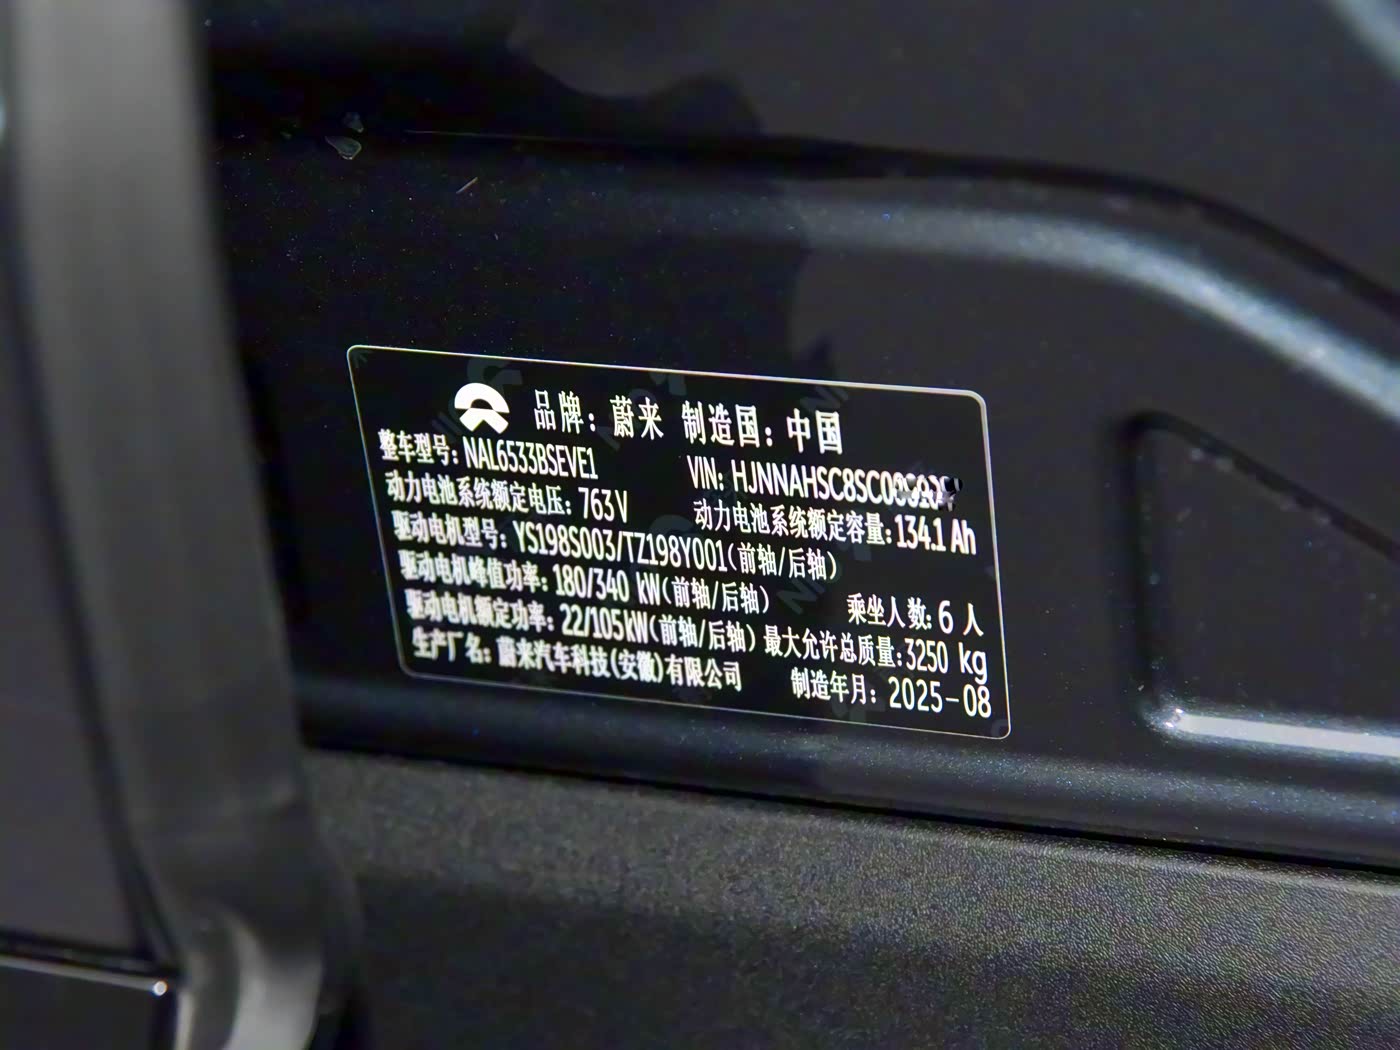 品牌：蔚来 制造国：中国
整车型号：NAL6533BSEVE1 VIN: HJNNAHSC8SC00
动力电池系统额定电压：763V 动力电池系统额定容量：134.1 Ah
驱动电机型号：YS198S003/TZ198Y001(前轴/后轴)
驱动电机峰值功率：180/340 kW(前轴/后轴) 乘坐人数：6 人
驱动电机额定功率：22/105kW(前轴/后轴) 最大允许总质量：3250 kg
生产厂名：蔚来汽车科技(安徽)有限公司 制造年月：2025-08